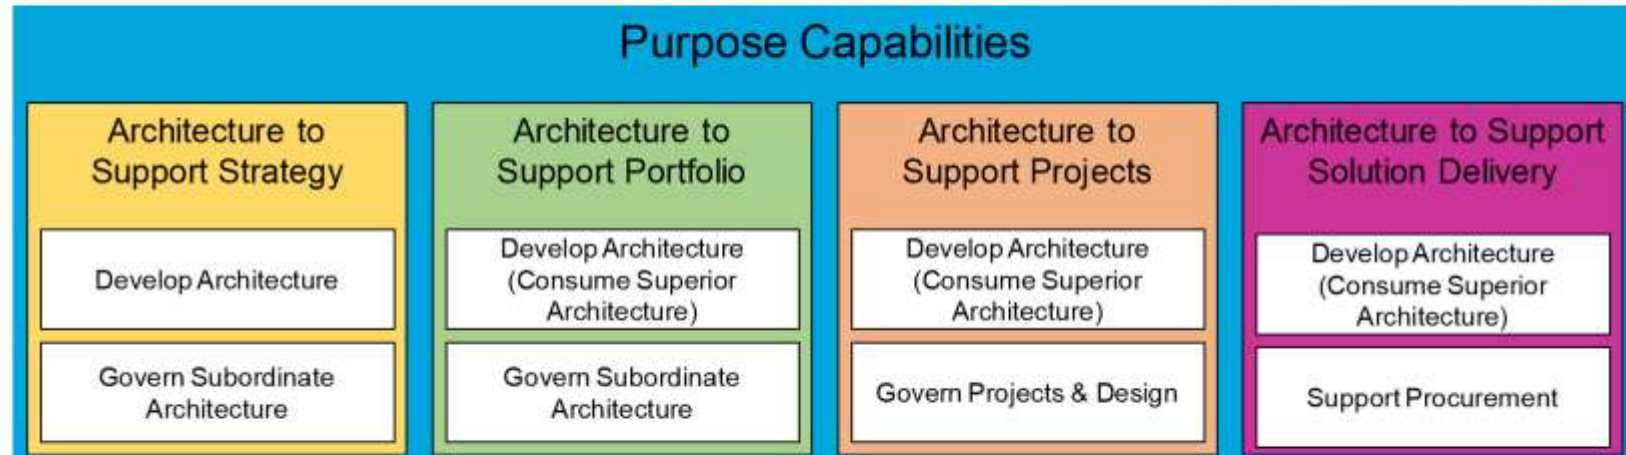 Purpose Capabilities
Architecture to
Support Strategy
Develop Architecture
Govern Subordinate
Architecture
Architecture to
Support Portfolio
Develop Architecture
(Consume Superior
Architecture)
Govern Subordinate
Architecture
Architecture to
Support Projects
Develop Architecture
(Consume Superior
Architecture)
Govern Projects & Design
Architecture to Support
Solution Delivery
Develop Architecture
(Consume Superior
Architecture)
Support Procurement